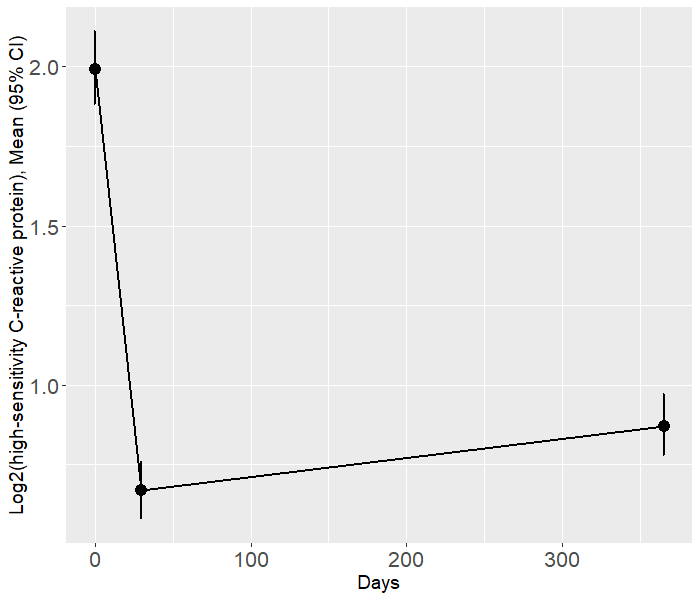 Log2(high-sensitivity C-reactive protein), Mean (95% CI)
2.0
1.5
1.0
0 100 200 300
Days